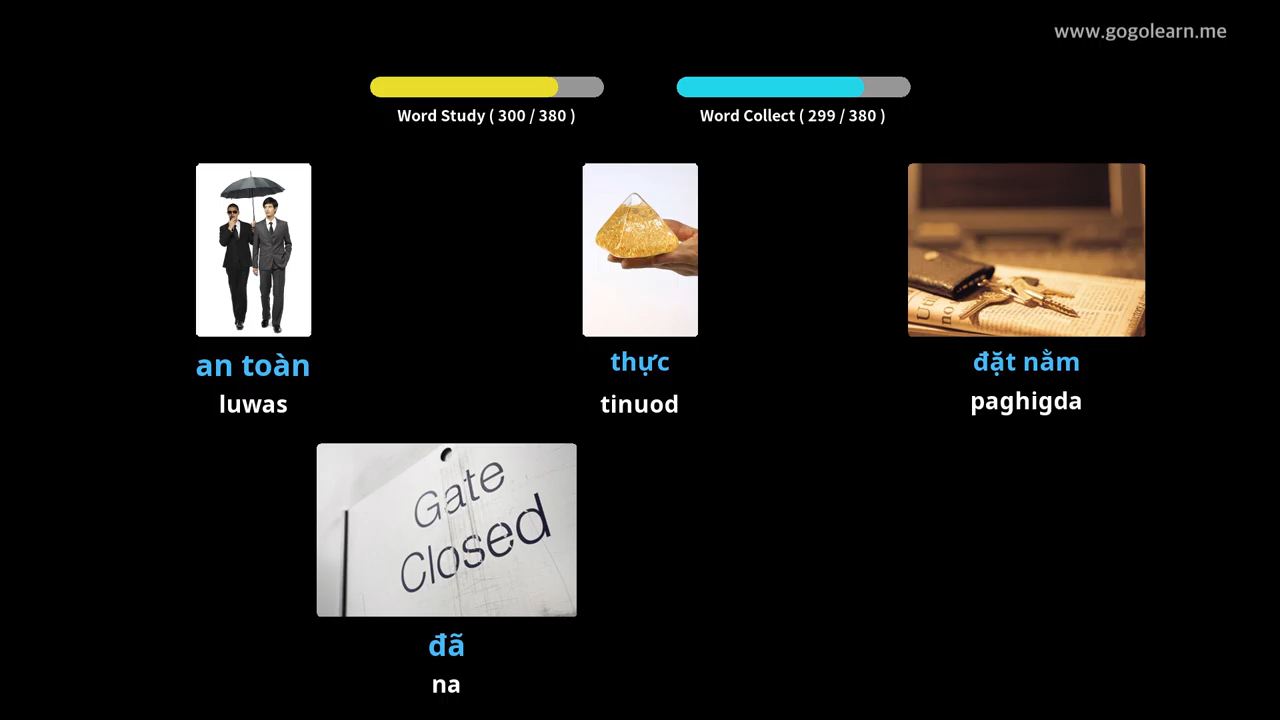 www.gogolearn.me
Word Study ( 300 / 380 )
Word Collect ( 299 / 380 )
an toàn
luwas
thực
tinuod
đặt nằm
paghigda
Gate
Closed
đã
na